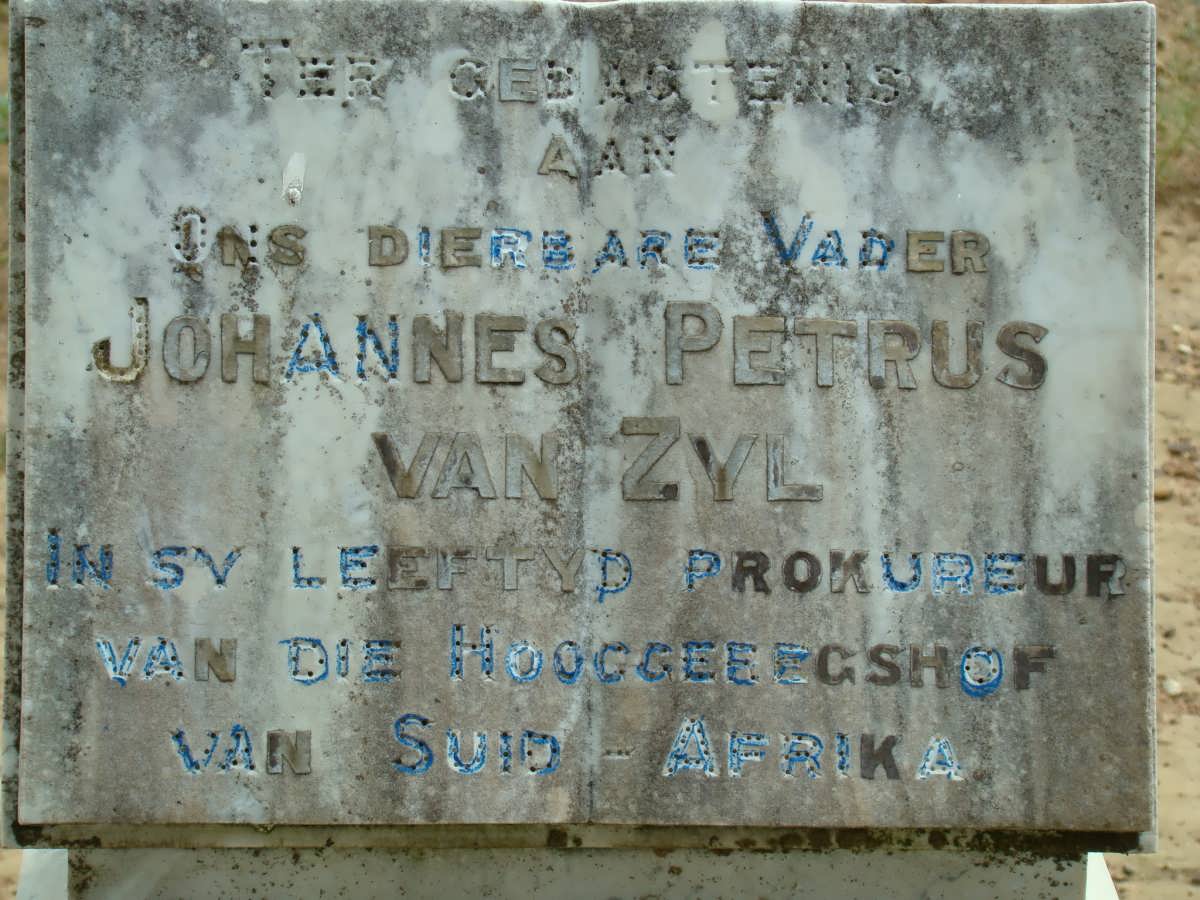 TER GEDAGTENIS
AAN
ONS DIERBARE VADER
JOHANNES PETRUS
VAN ZYL
IN SY LEEFTYD PROKUREUR
VAN DIE HOOGGEEEGSHOF
VAN SUID-AFRIKA